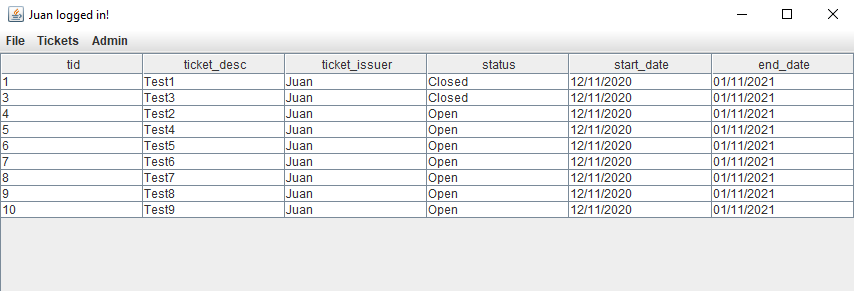 Juan logged in!
File Tickets Admin
tid ticket_desc ticket_issuer status start_date end_date
1 Test1 Juan Closed 12/11/2020 01/11/2021
3 Test3 Juan Closed 12/11/2020 01/11/2021
4 Test2 Juan Open 12/11/2020 01/11/2021
5 Test4 Juan Open 12/11/2020 01/11/2021
6 Test5 Juan Open 12/11/2020 01/11/2021
7 Test6 Juan Open 12/11/2020 01/11/2021
8 Test7 Juan Open 12/11/2020 01/11/2021
9 Test8 Juan Open 12/11/2020 01/11/2021
10 Test9 Juan Open 12/11/2020 01/11/2021